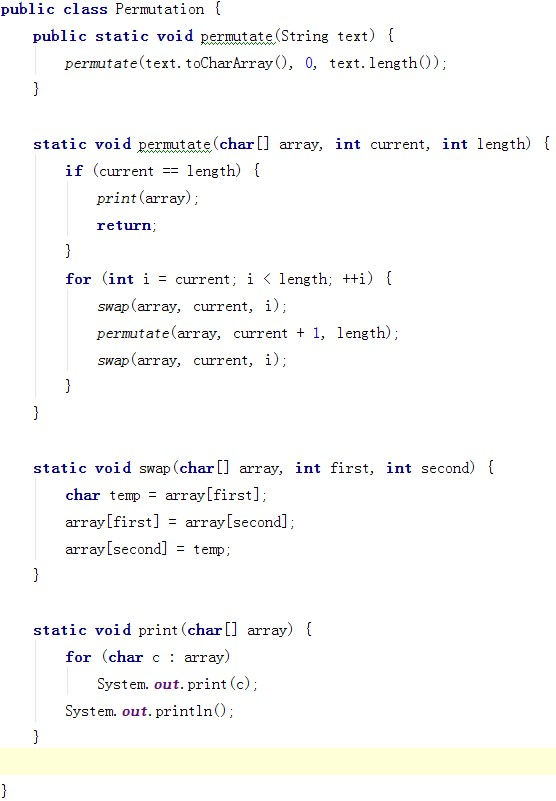 public class Permutation {
    public static void permutate(String text) {
        permutate(text.toCharArray(), 0, text.length());
    }

    static void permutate(char[] array, int current, int length) {
        if (current == length) {
            print(array);
            return;
        }
        for (int i = current; i < length; ++i) {
            swap(array, current, i);
            permutate(array, current + 1, length);
            swap(array, current, i);
        }
    }

    static void swap(char[] array, int first, int second) {
        char temp = array[first];
        array[first] = array[second];
        array[second] = temp;
    }

    static void print(char[] array) {
        for (char c : array)
            System.out.print(c);
        System.out.println();
    }

}